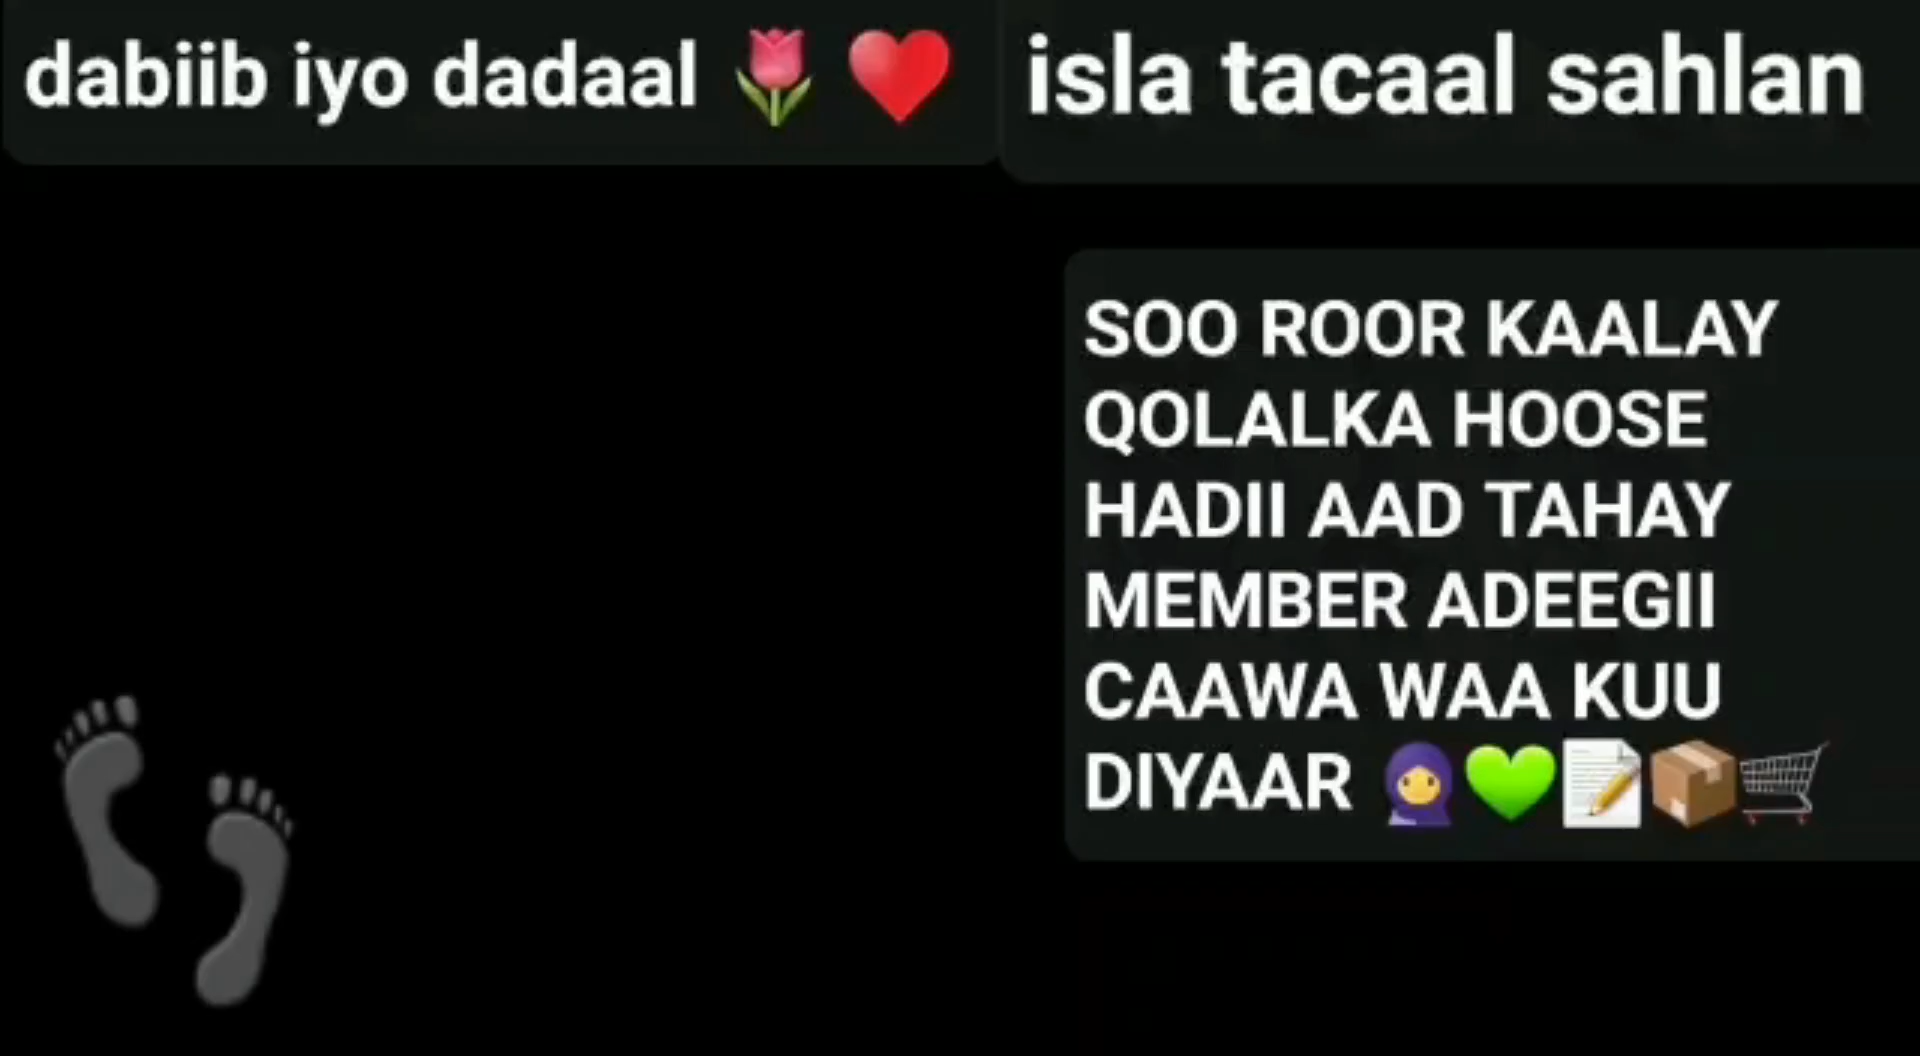 dabiib iyo dadaal 🌷 ♥️
isla tacaal sahlan
SOO ROOR KAALAY
QOLALKA HOOSE
HADII AAD TAHAY
MEMBER ADEEGII
CAAWA WAA KUU
DIYAAR 🧕💚📝📦🛒